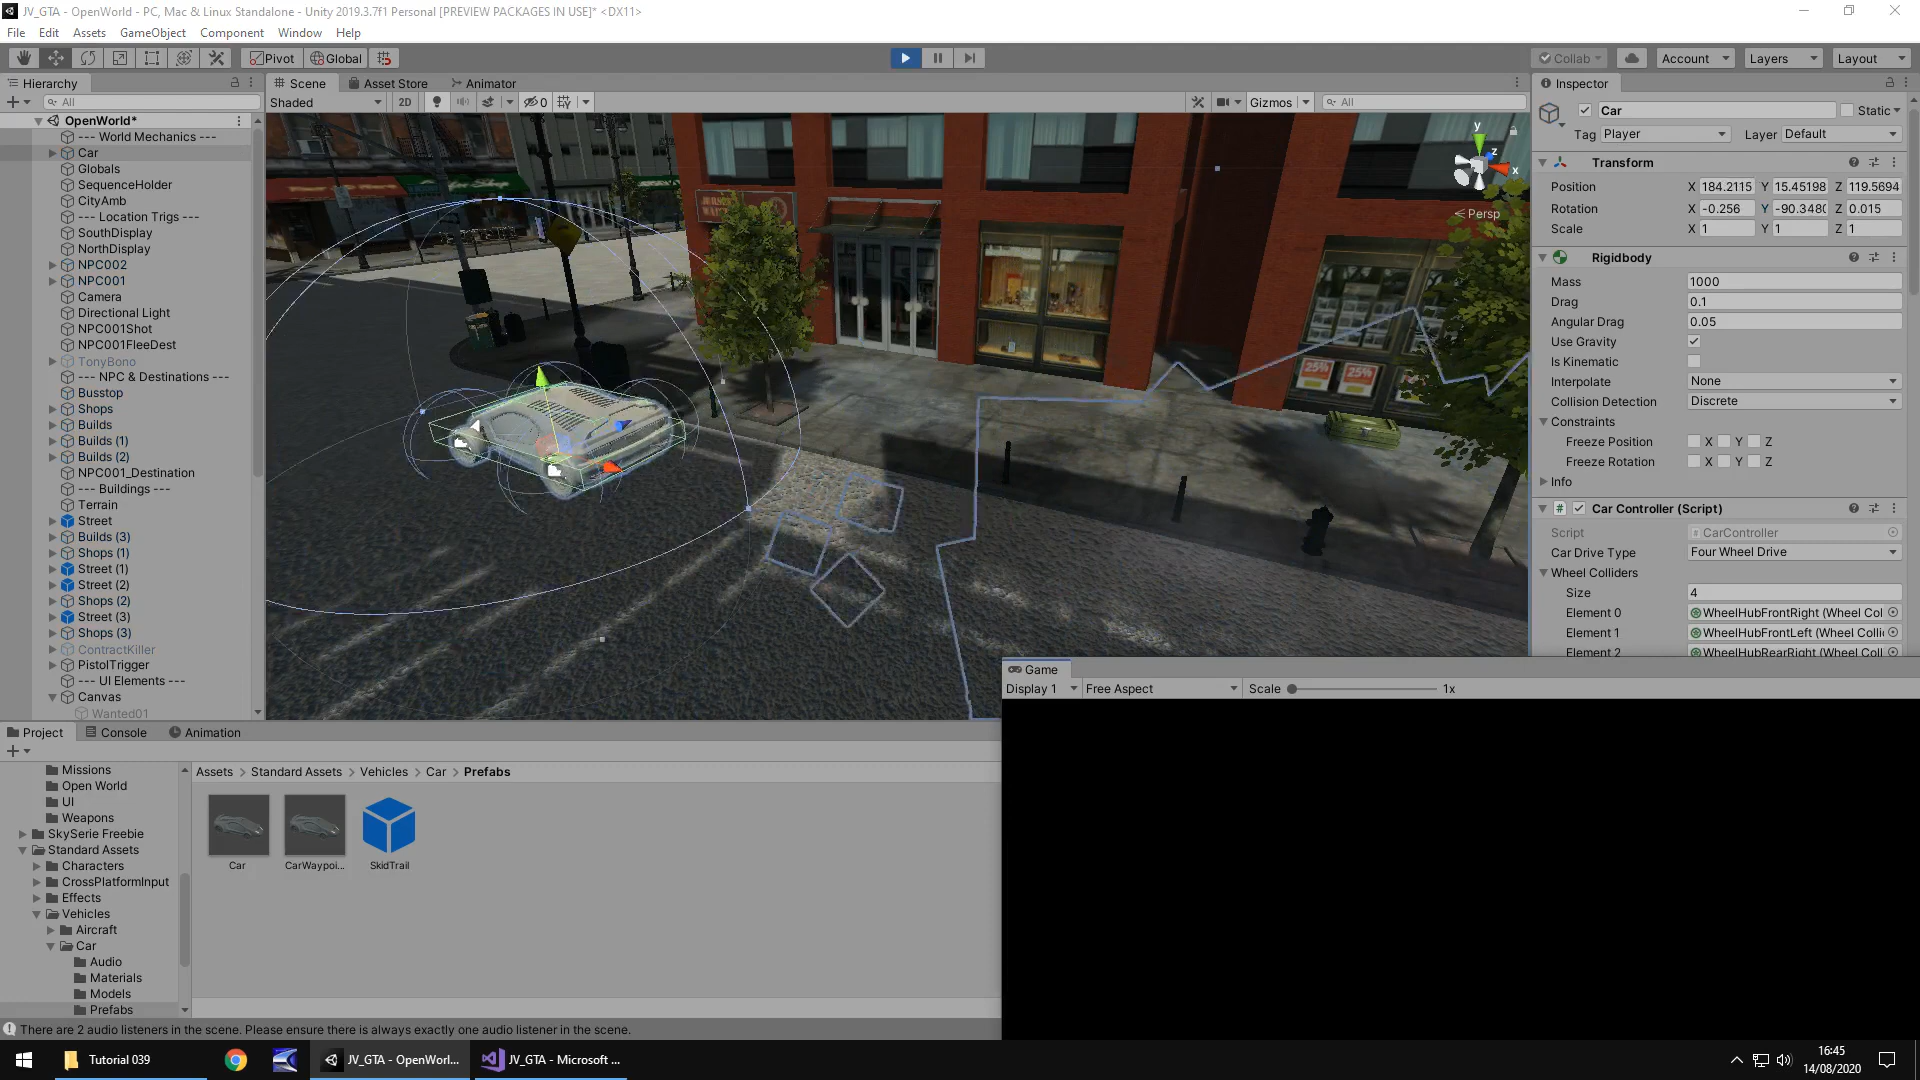 JV_GTA - OpenWorld - PC, Mac & Linux Standalone - Unity 2019.3.7f1 Personal [PREVIEW PACKAGES IN USE]* <DX11>
File Edit Assets GameObject Component Window Help
Pivot Global Collab Account Layers Layout
Hierarchy
All
OpenWorld*
--- World Mechanics ---
Car
Globals
SequenceHolder
CityAmb
--- Location Trigs ---
SouthDisplay
NorthDisplay
NPC002
NPC001
Camera
Directional Light
NPC001Shot
NPC001FleeDest
TonyBono
--- NPC & Destinations ---
Busstop
Shops
Builds
Builds (1)
Builds (2)
NPC001_Destination
--- Buildings ---
Terrain
Street
Builds (3)
Shops (1)
Street (1)
Street (2)
Shops (2)
Street (3)
Shops (3)
ContractKiller
PistolTrigger
--- UI Elements ---
Canvas
Wanted01
Scene Asset Store Animator
Shaded 2D 0 Gizmos All
y
z
x
Persp
25% 25%
Inspector
Car Static
Tag Player Layer Default
Transform
Position X 184.2115 Y 15.45198 Z 119.5694
Rotation X -0.256 Y -90.348 Z 0.015
Scale X 1 Y 1 Z 1
Rigidbody
Mass 1000
Drag 0.1
Angular Drag 0.05
Use Gravity
Is Kinematic
Interpolate None
Collision Detection Discrete
Constraints
Freeze Position X Y Z
Freeze Rotation X Y Z
Info
Car Controller (Script)
Script CarController
Car Drive Type Four Wheel Drive
Wheel Colliders
Size 4
Element 0 WheelHubFrontRight (Wheel Col
Element 1 WheelHubFrontLeft (Wheel Colli
Element 2 WheelHubRearRight (Wheel Coll
Game
Display 1 Free Aspect Scale 1x
Project Console Animation
Missions
Open World
UI
Weapons
SkySerie Freebie
Standard Assets
Characters
CrossPlatformInput
Effects
Vehicles
Aircraft
Car
Audio
Materials
Models
Prefabs
Assets > Standard Assets > Vehicles > Car > Prefabs
Car CarWaypoi... SkidTrail
There are 2 audio listeners in the scene. Please ensure there is always exactly one audio listener in the scene.
Tutorial 039
JV_GTA - OpenWorl...
JV_GTA - Microsoft ...
16:45
14/08/2020